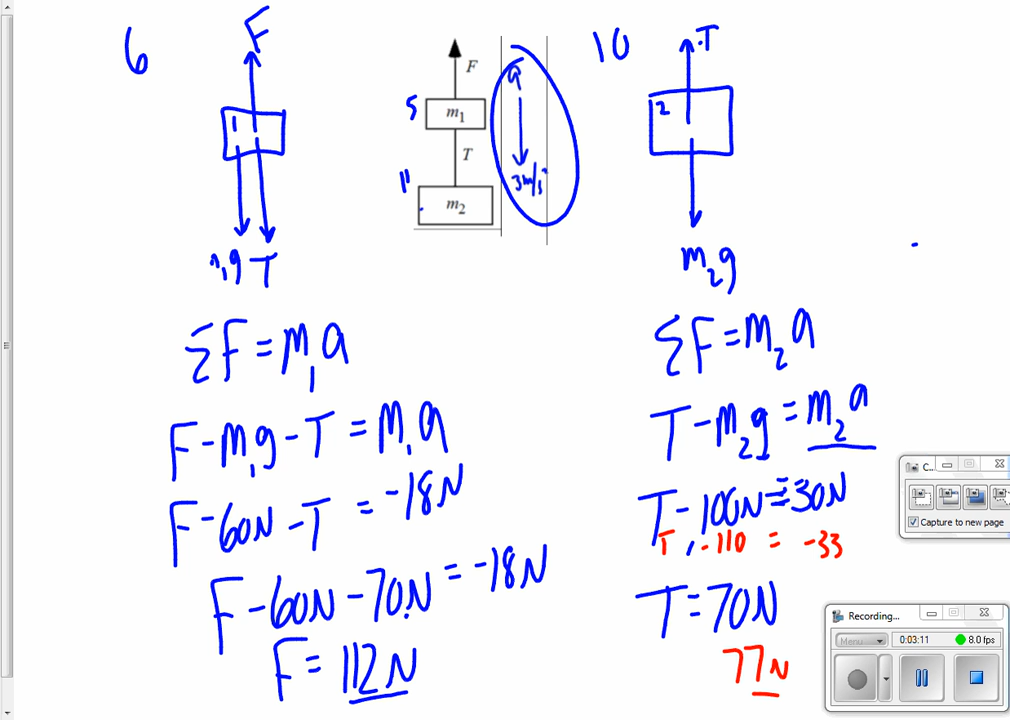 6
F
1
m₁g T
F
5
m₁
T
11
m₂
a
3m/s²
10
T
2
m₂g
ΣF = m₁a
F - m₁g - T = m₁a
F - 60N - T = -18N
F - 60N - 70N = -18N
F = 112N
ΣF = m₂a
T - m₂g = m₂a
T - 100N = -30N
T, -110 = -33
T = 70N
77N
C...
Capture to new page
Recording...
Menu
0:03:11
8.0 fps